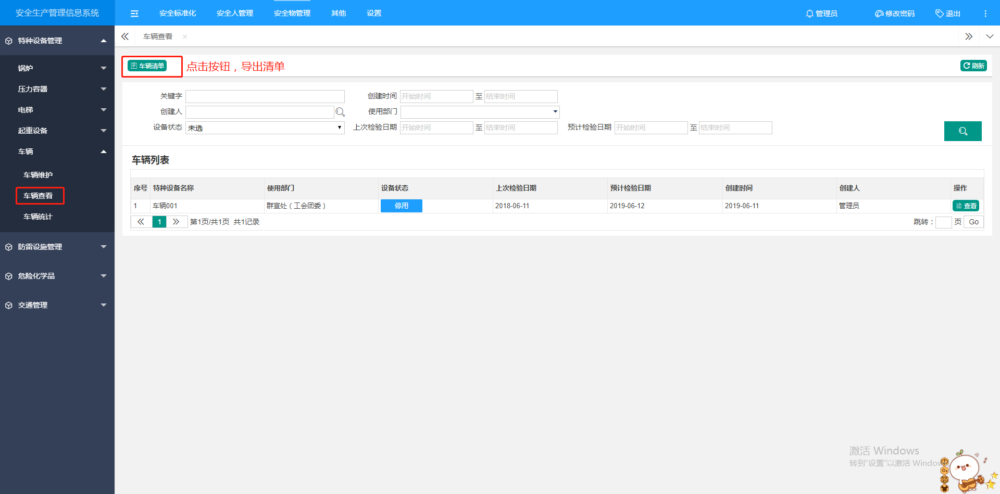 安全生产管理信息系统 安全标准化 安全人管理 安全物管理 其他 设置 管理员 修改密码 退出
特种设备管理
锅炉
压力容器
电梯
起重设备
车辆
车辆维护
车辆查看
车辆统计
防雷设施管理
危险化学品
交通管理
车辆查看
车辆清单 点击按钮，导出清单 刷新
关键字 创建时间 开始时间 至 结束时间
创建人 使用部门
设备状态 未选 上次检验日期 开始时间 至 结束时间 预计检验日期 开始时间 至 结束时间
车辆列表
序号 特种设备名称 使用部门 设备状态 上次检验日期 预计检验日期 创建时间 创建人 操作
1 车辆001 群宣处（工会团委） 停用 2018-06-11 2019-06-12 2019-06-11 管理员 查看
1 第1页/共1页 共1记录 跳转： 页 Go
激活 Windows
转到"设置"以激活 Windows
中
简